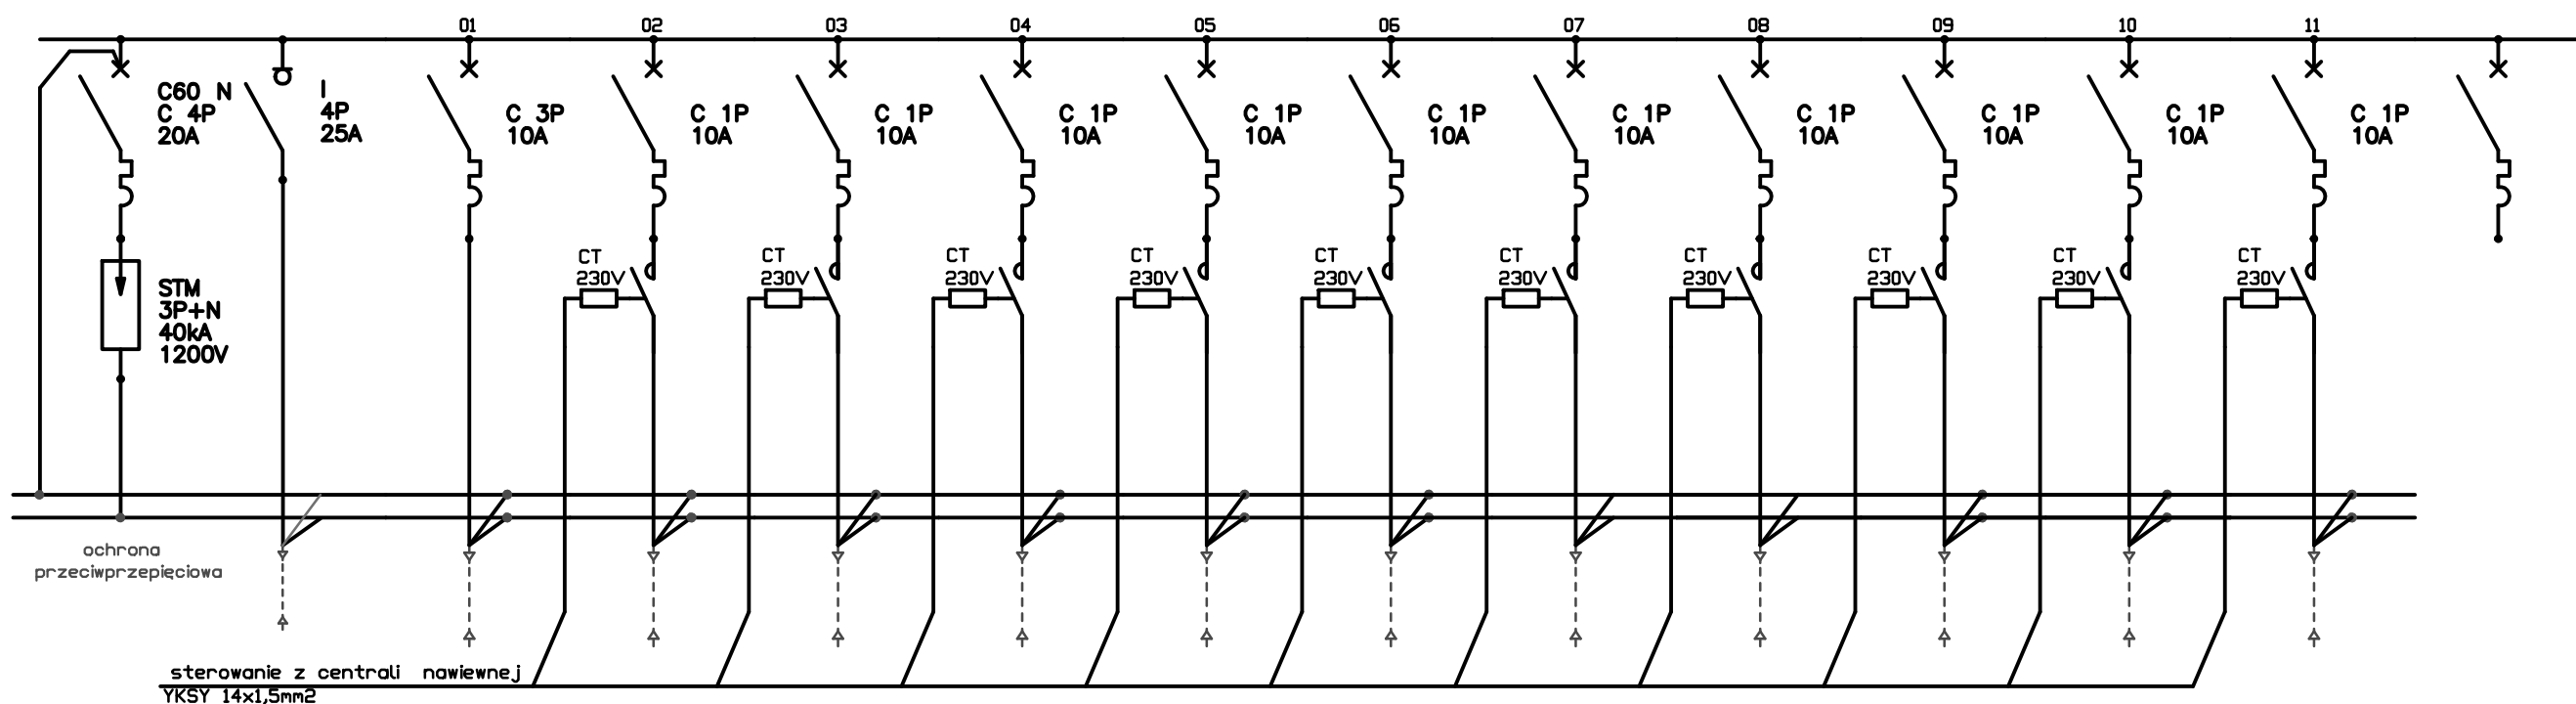 01 02 03 04 05 06 07 08 09 10 11
C60 N
C 4P
20A
I
4P
25A
C 3P
10A
C 1P
10A
C 1P
10A
C 1P
10A
C 1P
10A
C 1P
10A
C 1P
10A
C 1P
10A
C 1P
10A
C 1P
10A
C 1P
10A
STM
3P+N
40kA
1200V
CT
230V
CT
230V
CT
230V
CT
230V
CT
230V
CT
230V
CT
230V
CT
230V
CT
230V
CT
230V
ochrona
przeciwprzepięciowa
sterowanie z centrali nawiewnej
YKSY 14x1,5mm2